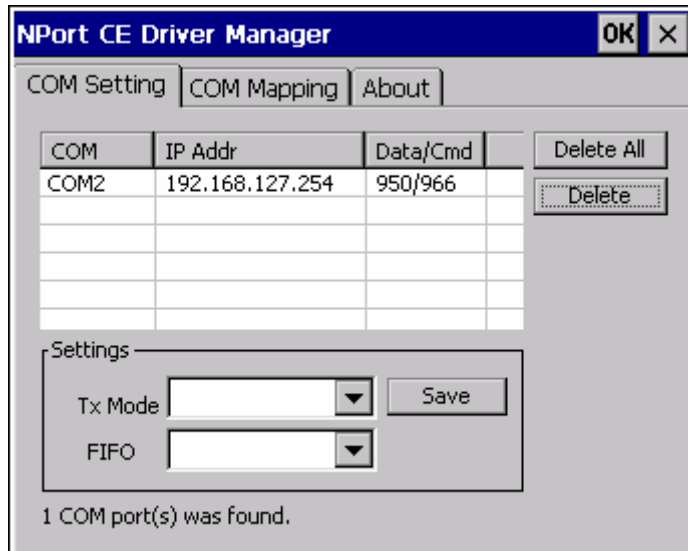 NPort CE Driver Manager OK ×
COM Setting COM Mapping About
COM IP Addr Data/Cmd Delete All
COM2 192.168.127.254 950/966
Delete
Settings
Tx Mode Save
FIFO
1 COM port(s) was found.